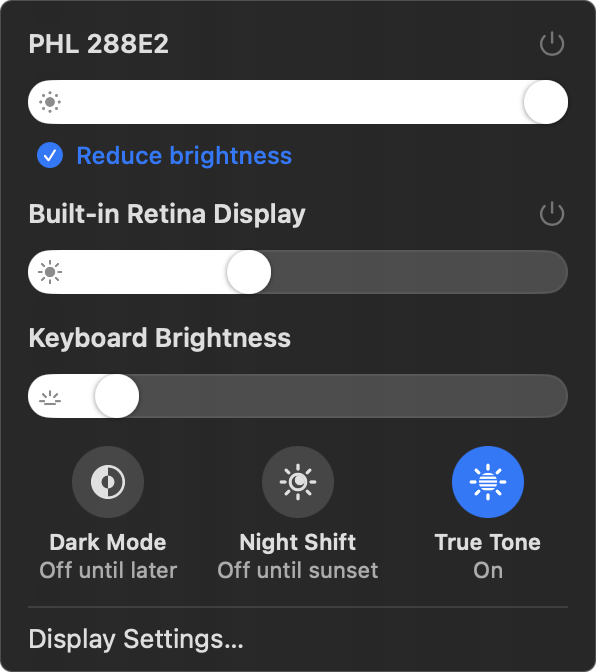 PHL 288E2
Reduce brightness
Built-in Retina Display
Keyboard Brightness
Dark Mode
Off until later
Night Shift
Off until sunset
True Tone
On
Display Settings...